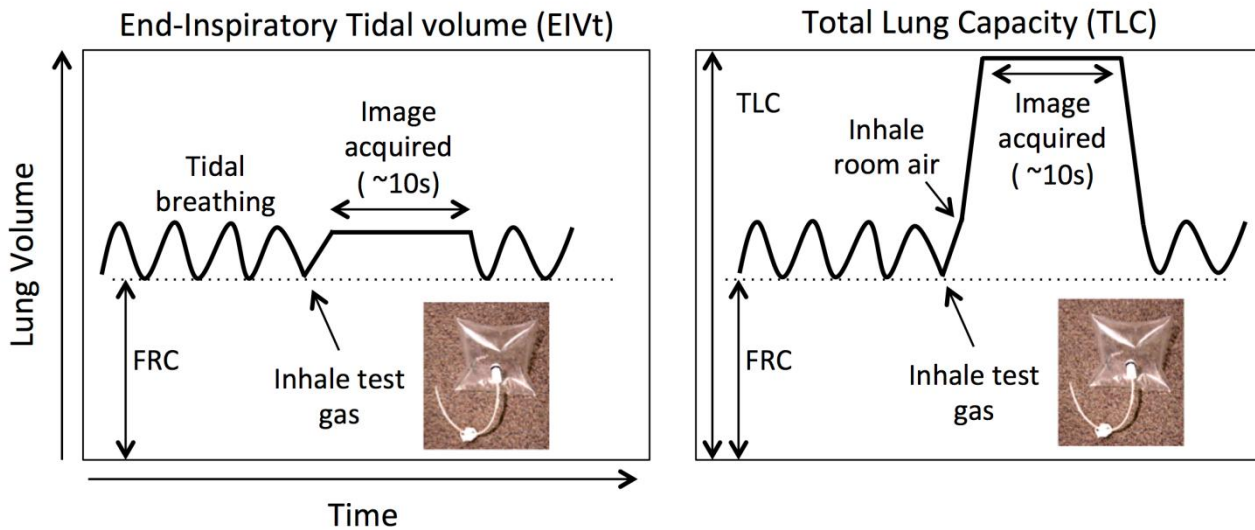 End-Inspiratory Tidal volume (EIVt)
Lung Volume
Tidal
breathing
Image
acquired
( ~10s)
FRC
Inhale test
gas
Time
Total Lung Capacity (TLC)
TLC
Inhale
room air
Image
acquired
( ~10s)
FRC
Inhale test
gas